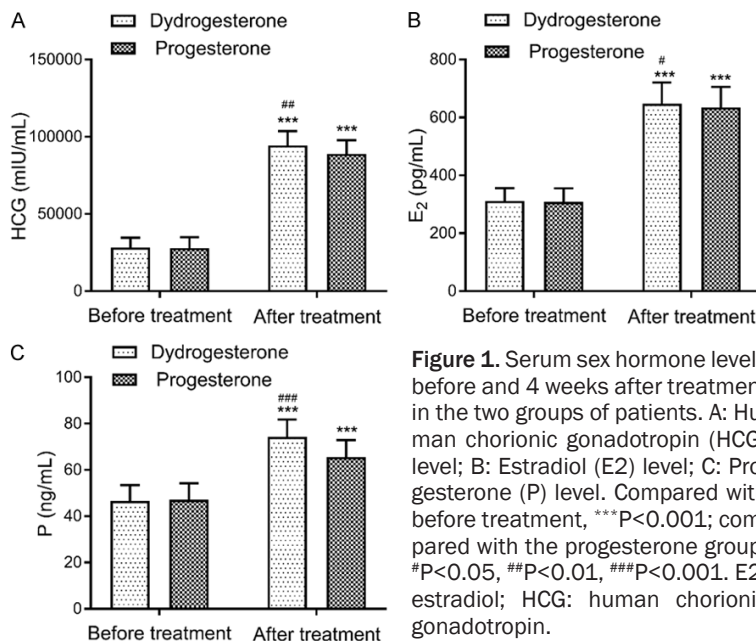 A
Dydrogesterone
Progesterone
HCG (mIU/mL)
150000
100000
50000
0
##
***
***
Before treatment
After treatment
B
Dydrogesterone
Progesterone
E2 (pg/mL)
800
600
400
200
0
#
***
***
Before treatment
After treatment
C
Dydrogesterone
Progesterone
P (ng/mL)
100
80
60
40
20
0
###
***
***
Before treatment
After treatment
Figure 1. Serum sex hormone level
before and 4 weeks after treatmen
in the two groups of patients. A: Hu
man chorionic gonadotropin (HCG
level; B: Estradiol (E2) level; C: Pro
gesterone (P) level. Compared wit
before treatment, ***P<0.001; com
pared with the progesterone group
#P<0.05, ##P<0.01, ###P<0.001. E2
estradiol; HCG: human chorioni
gonadotropin.